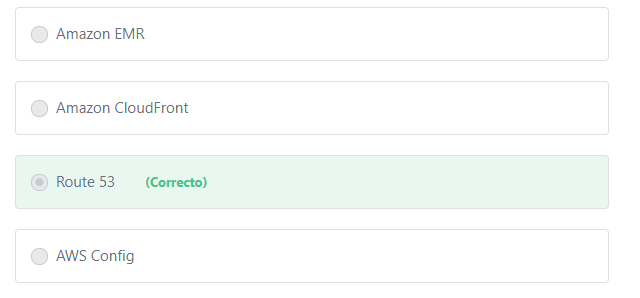 Amazon EMR
Amazon CloudFront
Route 53 (Correcto)
AWS Config